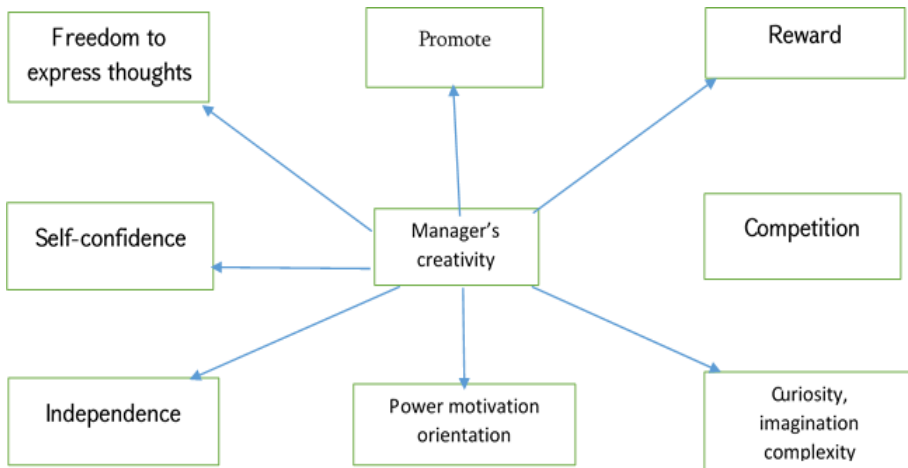 Freedom to
express thoughts
Promote
Reward
Self-confidence
Manager's
creativity
Competition
Independence
Power motivation
orientation
Curiosity,
imagination
complexity